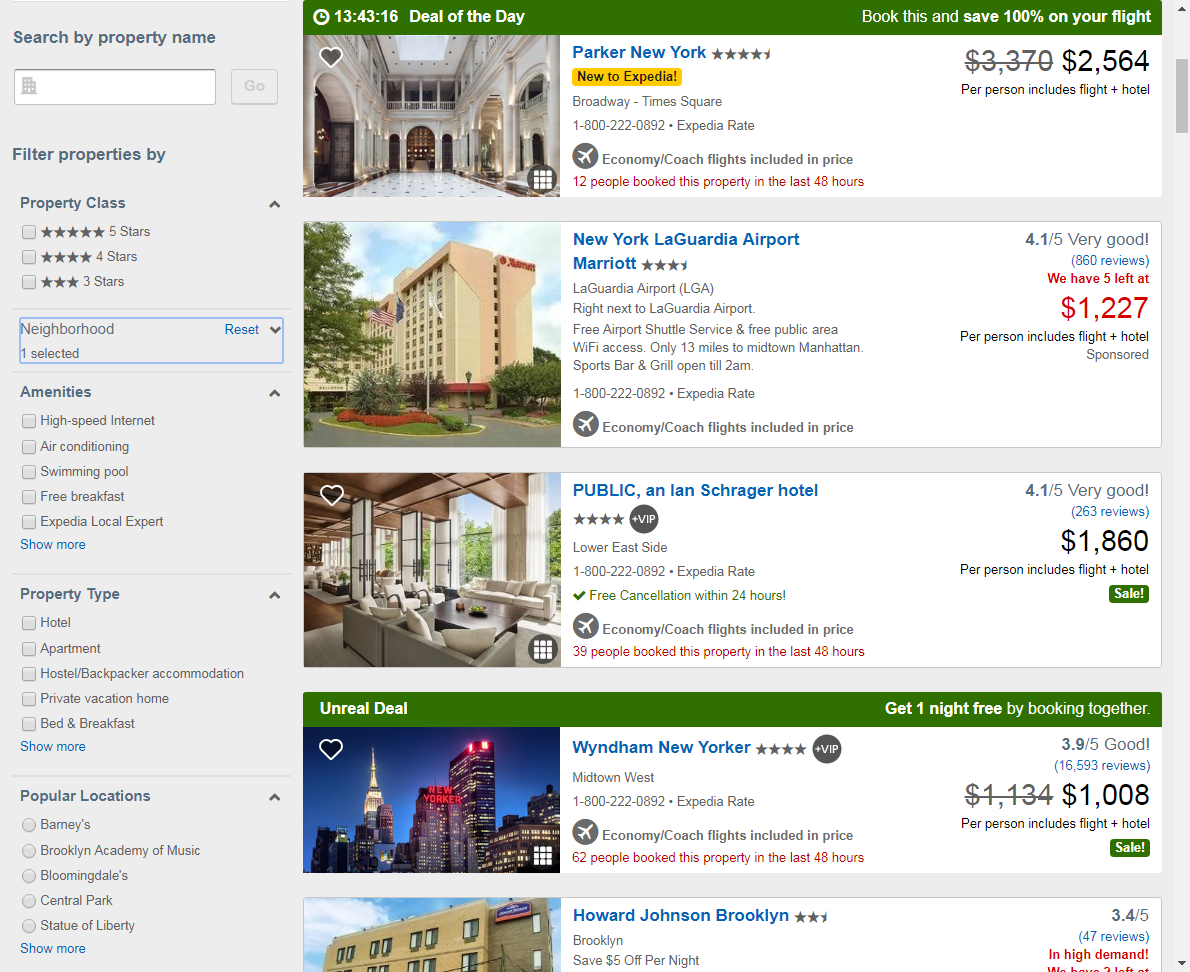 Search by property name
Go
Filter properties by
Property Class
5 Stars
4 Stars
3 Stars
Neighborhood Reset
1 selected
Amenities
High-speed Internet
Air conditioning
Swimming pool
Free breakfast
Expedia Local Expert
Show more
Property Type
Hotel
Apartment
Hostel/Backpacker accommodation
Private vacation home
Bed & Breakfast
Show more
Popular Locations
Barney's
Brooklyn Academy of Music
Bloomingdale's
Central Park
Statue of Liberty
Show more
13:43:16 Deal of the Day Book this and save 100% on your flight
Parker New York
New to Expedia!
Broadway - Times Square
1-800-222-0892 • Expedia Rate
Economy/Coach flights included in price
12 people booked this property in the last 48 hours
$3,370 $2,564
Per person includes flight + hotel
Marriott
New York LaGuardia Airport
Marriott
LaGuardia Airport (LGA)
Right next to LaGuardia Airport.
Free Airport Shuttle Service & free public area
WiFi access. Only 13 miles to midtown Manhattan.
Sports Bar & Grill open till 2am.
1-800-222-0892 • Expedia Rate
Economy/Coach flights included in price
4.1/5 Very good!
(860 reviews)
We have 5 left at
$1,227
Per person includes flight + hotel
Sponsored
PUBLIC, an Ian Schrager hotel
+VIP
Lower East Side
1-800-222-0892 • Expedia Rate
Free Cancellation within 24 hours!
Economy/Coach flights included in price
39 people booked this property in the last 48 hours
4.1/5 Very good!
(263 reviews)
$1,860
Per person includes flight + hotel
Sale!
Unreal Deal Get 1 night free by booking together.
NEW
YORKER
Wyndham New Yorker +VIP
Midtown West
1-800-222-0892 • Expedia Rate
Economy/Coach flights included in price
62 people booked this property in the last 48 hours
3.9/5 Good!
(16,593 reviews)
$1,134 $1,008
Per person includes flight + hotel
Sale!
Howard Johnson Brooklyn
Brooklyn
Save $5 Off Per Night
3.4/5
(47 reviews)
In high demand!
We have 2 left at